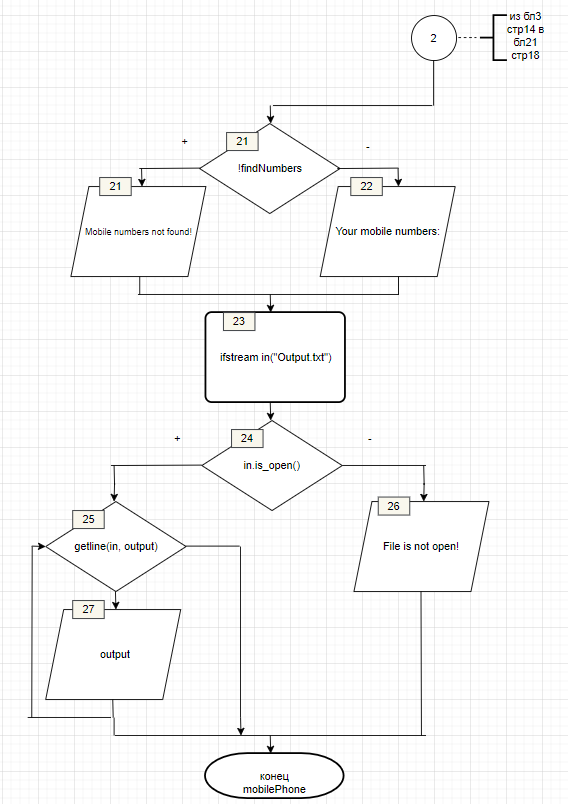 2
из бл3
стр14 в
бл21
стр18
21
+
-
!findNumbers
21
22
Mobile numbers not found!
Your mobile numbers:
23
ifstream in("Output.txt")
24
+
-
in.is_open()
25
26
getline(in, output)
File is not open!
27
output
конец
mobilePhone